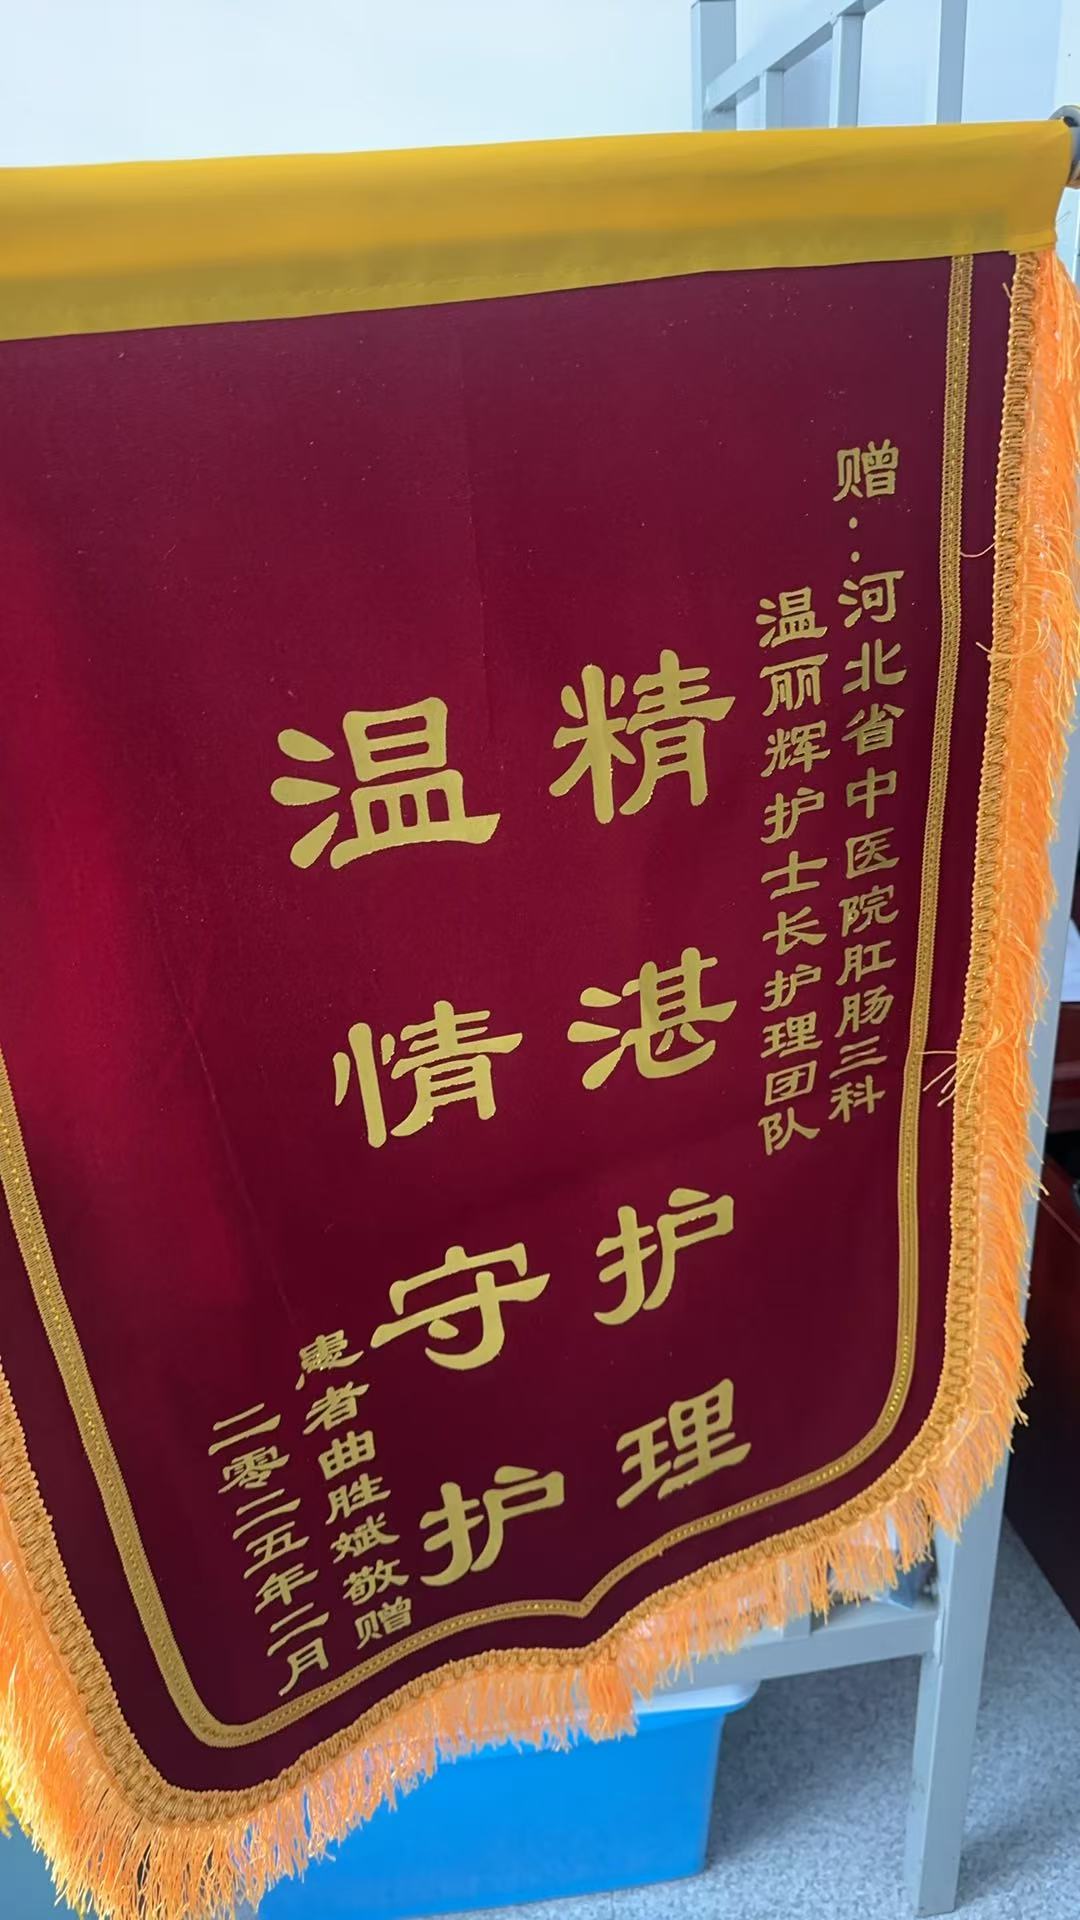 赠：河北省中医院肛肠三科
温丽辉护士长护理团队
精湛护理
温情守护
患者曲胜斌敬赠
二零二五年二月